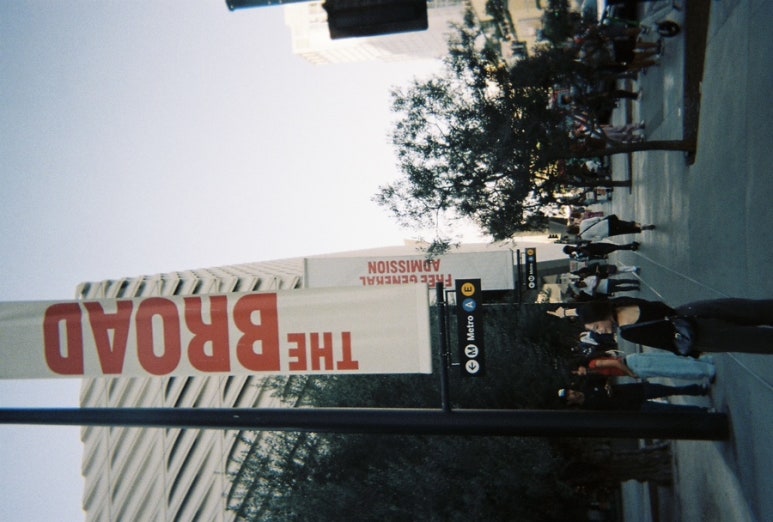 THE BROAD
FREE GENERAL
ADMISSION
← M Metro A E